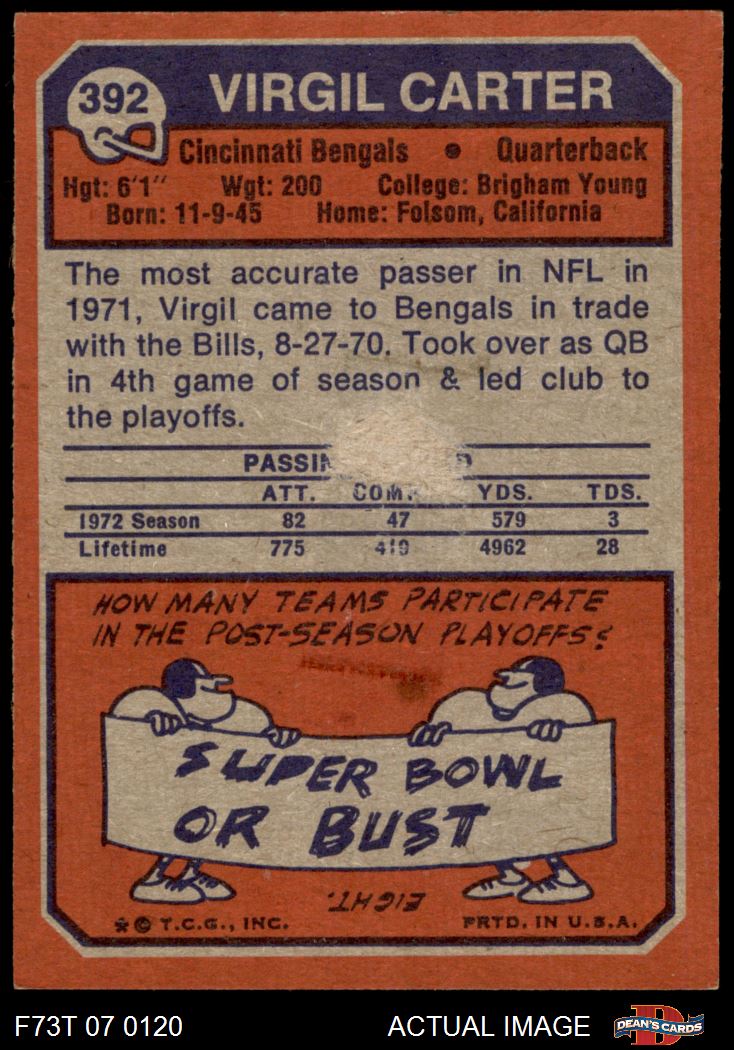 392 VIRGIL CARTER
Cincinnati Bengals • Quarterback
Hgt: 6'1" Wgt: 200 College: Brigham Young
Born: 11-9-45 Home: Folsom, California
The most accurate passer in NFL in
1971, Virgil came to Bengals in trade
with the Bills, 8-27-70. Took over as QB
in 4th game of season & led club to
the playoffs.
ATT. YDS. TDS.
1972 Season 82 47 579 3
Lifetime 775 4962 28
HOW MANY TEAMS PARTICIPATE
IN THE POST-SEASON PLAYOFFS?
SUPER BOWL
OR BUST
EIGHT.
* © T.C.G., INC. PRTD. IN U.S.A.
F73T 07 0120 ACTUAL IMAGE D DEAN'S CARDS